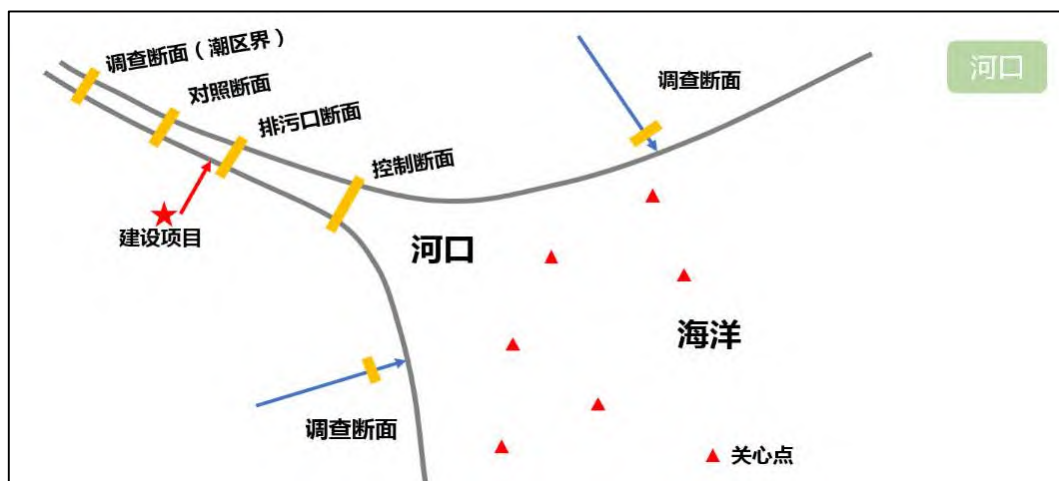 调查断面（潮区界）
对照断面
排污口断面
控制断面
调查断面
河口
建设项目
河口
海洋
调查断面
关心点